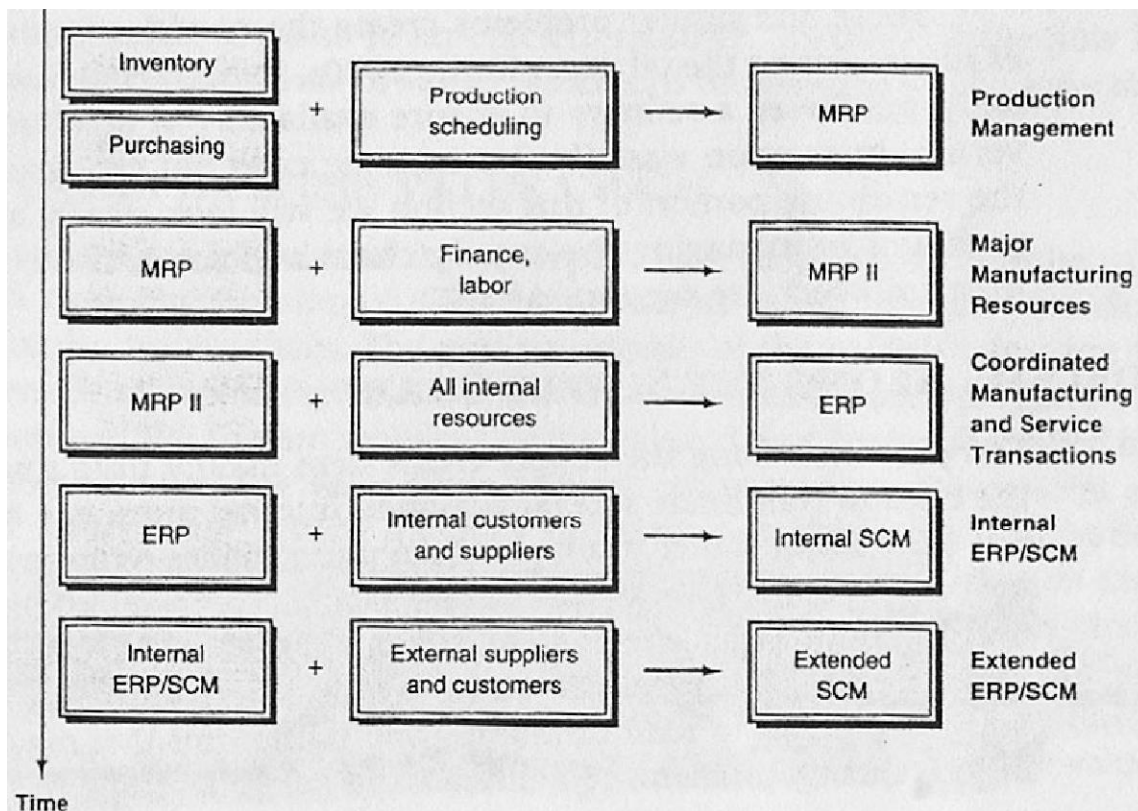 Inventory
Purchasing
+
Production
scheduling
MRP
Production
Management
MRP
+
Finance,
labor
MRP II
Major
Manufacturing
Resources
MRP II
+
All internal
resources
ERP
Coordinated
Manufacturing
and Service
Transactions
ERP
+
Internal customers
and suppliers
Internal SCM
Internal
ERP/SCM
Internal
ERP/SCM
+
External suppliers
and customers
Extended
SCM
Extended
ERP/SCM
Time